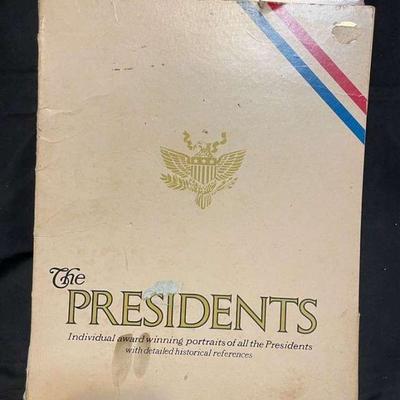 The
PRESIDENTS
Individual award winning portraits of all the Presidents
with detailed historical references